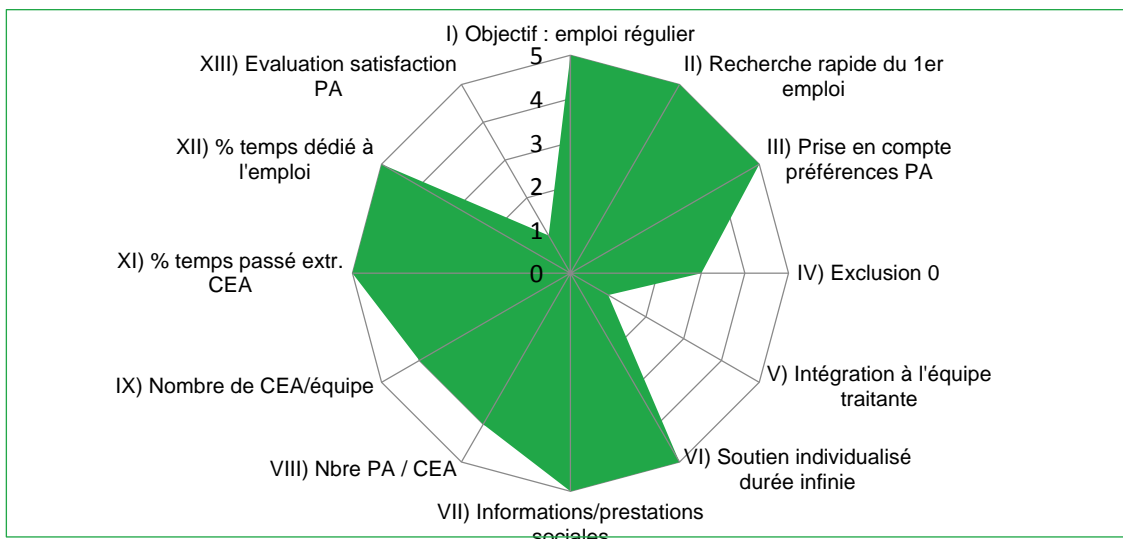 I) Objectif : emploi régulier
II) Recherche rapide du 1er
emploi
III) Prise en compte
préférences PA
IV) Exclusion 0
V) Intégration à l'équipe
traitante
VI) Soutien individualisé
durée infinie
VII) Informations/prestations
sociales
VIII) Nbre PA / CEA
IX) Nombre de CEA/équipe
XI) % temps passé extr.
CEA
XII) % temps dédié à
l'emploi
XIII) Evaluation satisfaction
PA
5
4
3
2
1
0